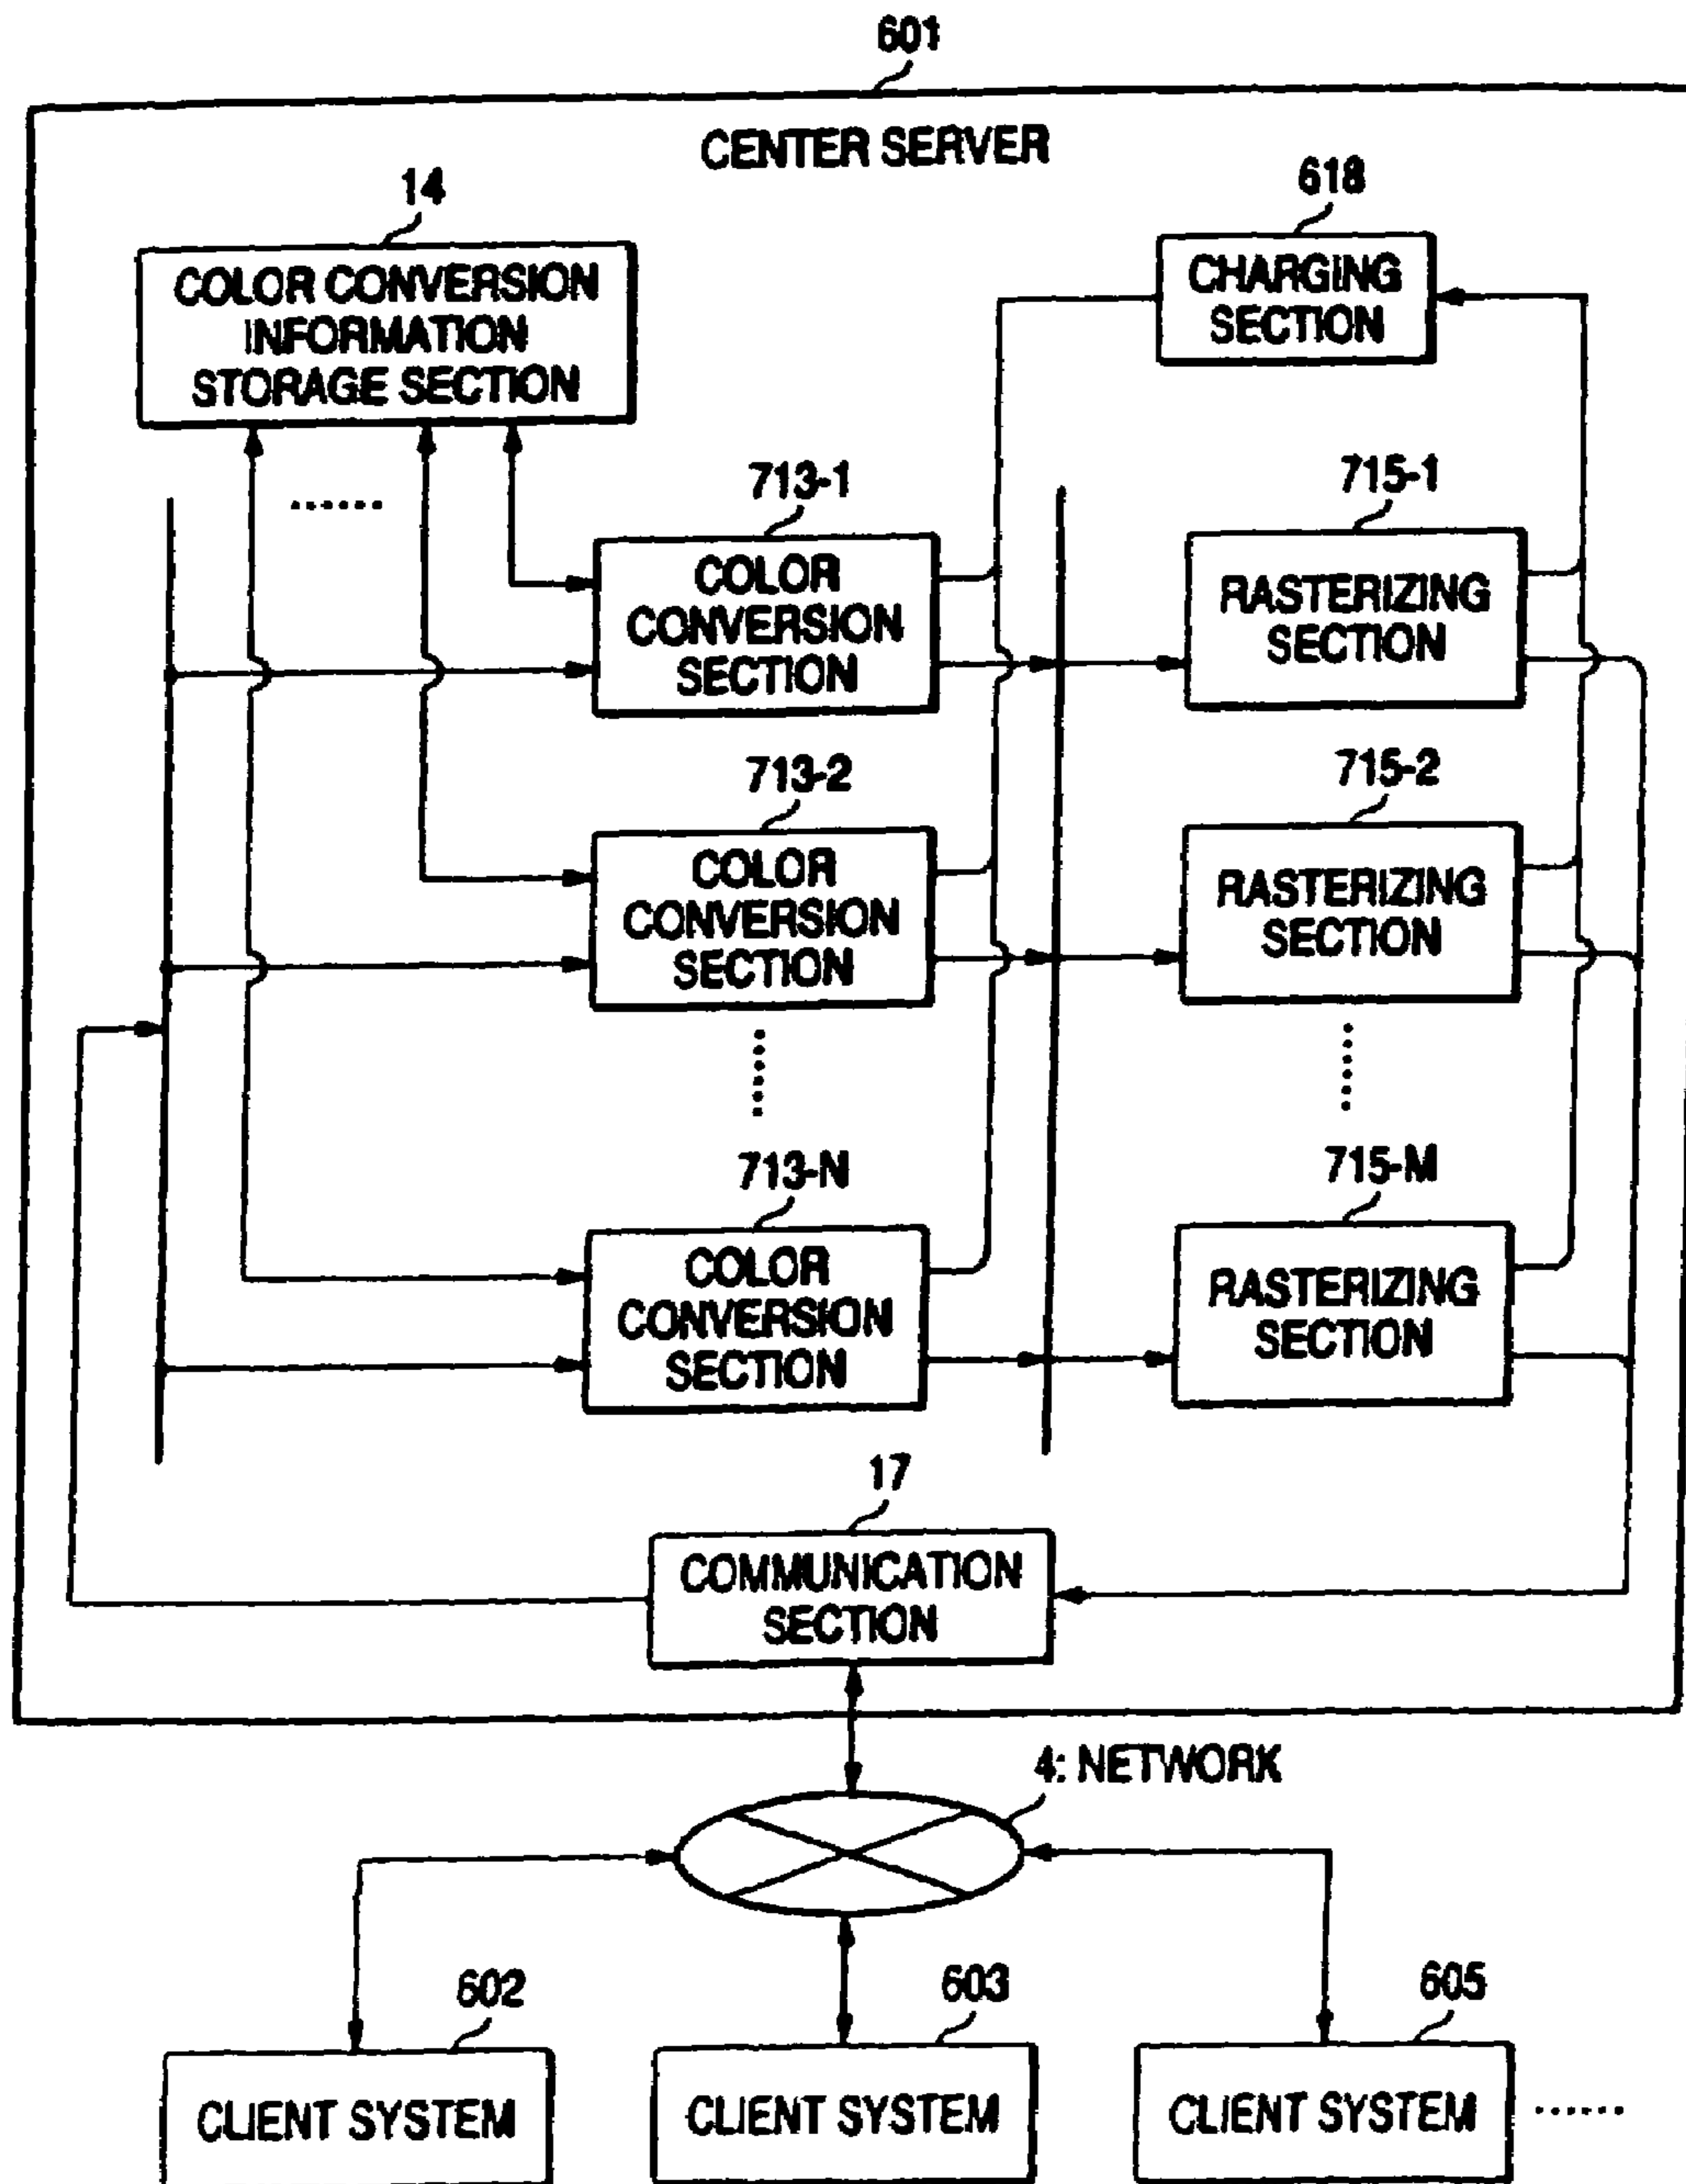 601
CENTER SERVER
14
COLOR CONVERSION
INFORMATION
STORAGE SECTION
618
CHARGING
SECTION
713-1
COLOR
CONVERSION
SECTION
715-1
RASTERIZING
SECTION
713-2
COLOR
CONVERSION
SECTION
715-2
RASTERIZING
SECTION
713-N
COLOR
CONVERSION
SECTION
715-M
RASTERIZING
SECTION
17
COMMUNICATION
SECTION
4: NETWORK
602
CLIENT SYSTEM
603
CLIENT SYSTEM
605
CLIENT SYSTEM